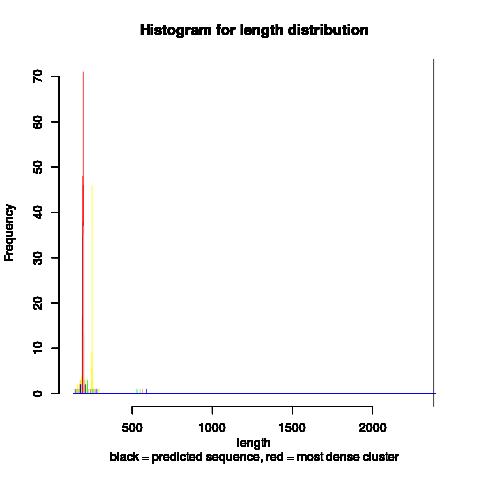 Histogram for length distribution
Frequency
70
60
50
40
30
20
10
0
500 1000 1500 2000
length
black = predicted sequence, red = most dense cluster